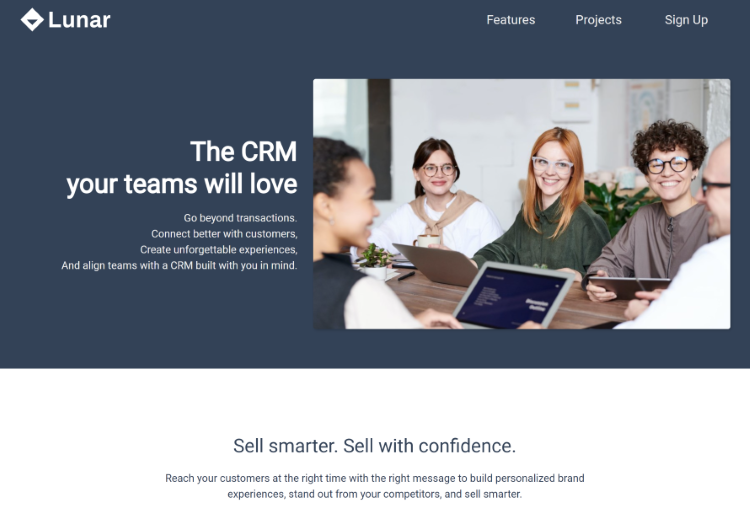 Lunar
Features
Projects
Sign Up
The CRM
your teams will love
Go beyond transactions.
Connect better with customers,
Create unforgettable experiences,
And align teams with a CRM built with you in mind.
Sell smarter. Sell with confidence.
Reach your customers at the right time with the right message to build personalized brand
experiences, stand out from your competitors, and sell smarter.